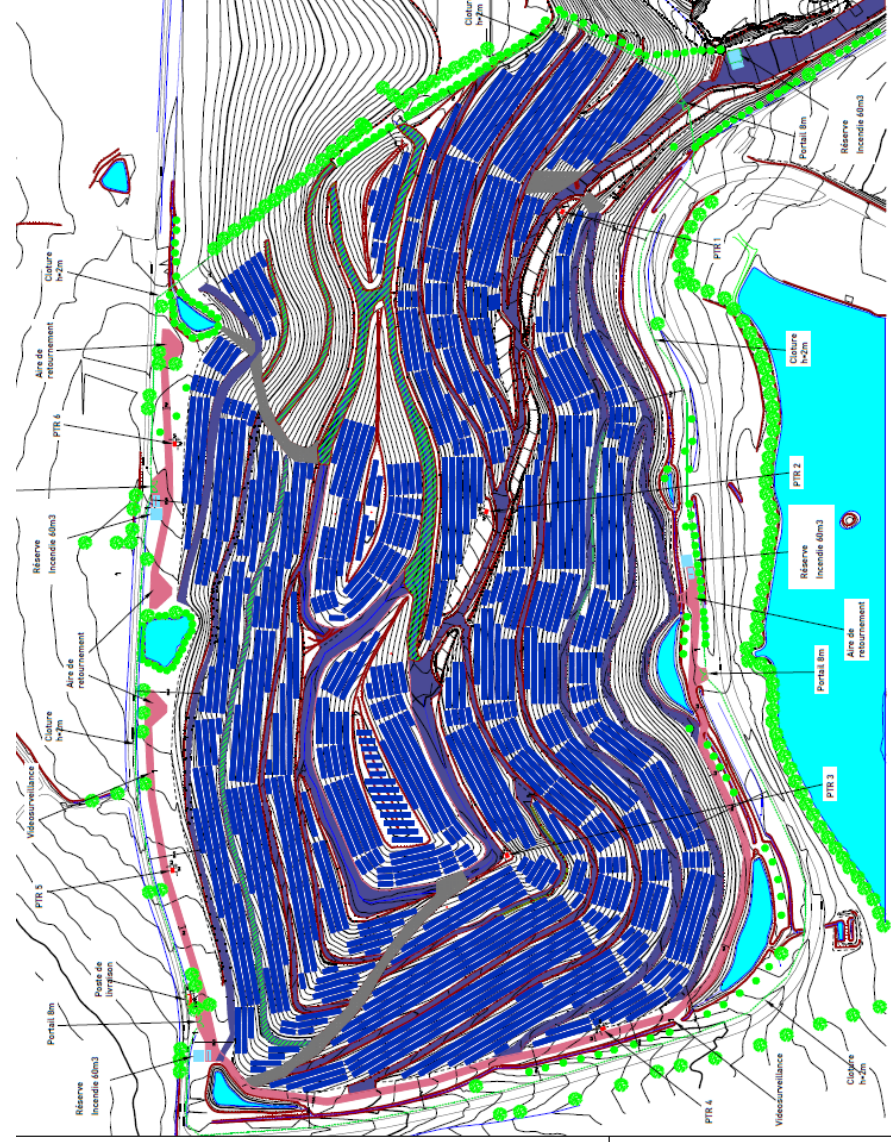 Cloture
h=2m
Portail 8m
Réserve
Incendie 60m3
PTR 1
Cloture
h=2m
Cloture
h=2m
Aire de
retournement
PTR 6
PTR 2
Réserve
Incendie 60m3
Réserve
Incendie 60m3
Aire de
retournement
Aire de
retournement
Portail 8m
Cloture
h=2m
Videosurveillance
PTR 3
PTR 5
Poste de
livraison
Portail 8m
Réserve
Incendie 60m3
PTR 4
Videosurveillance
Cloture
h=2m